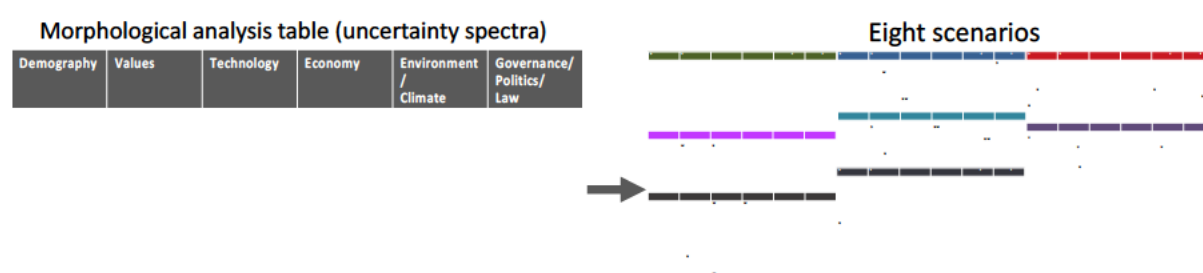 Morphological analysis table (uncertainty spectra)
Eight scenarios
Demography Values Technology Economy Environment Governance/
/ Politics/
Climate Law